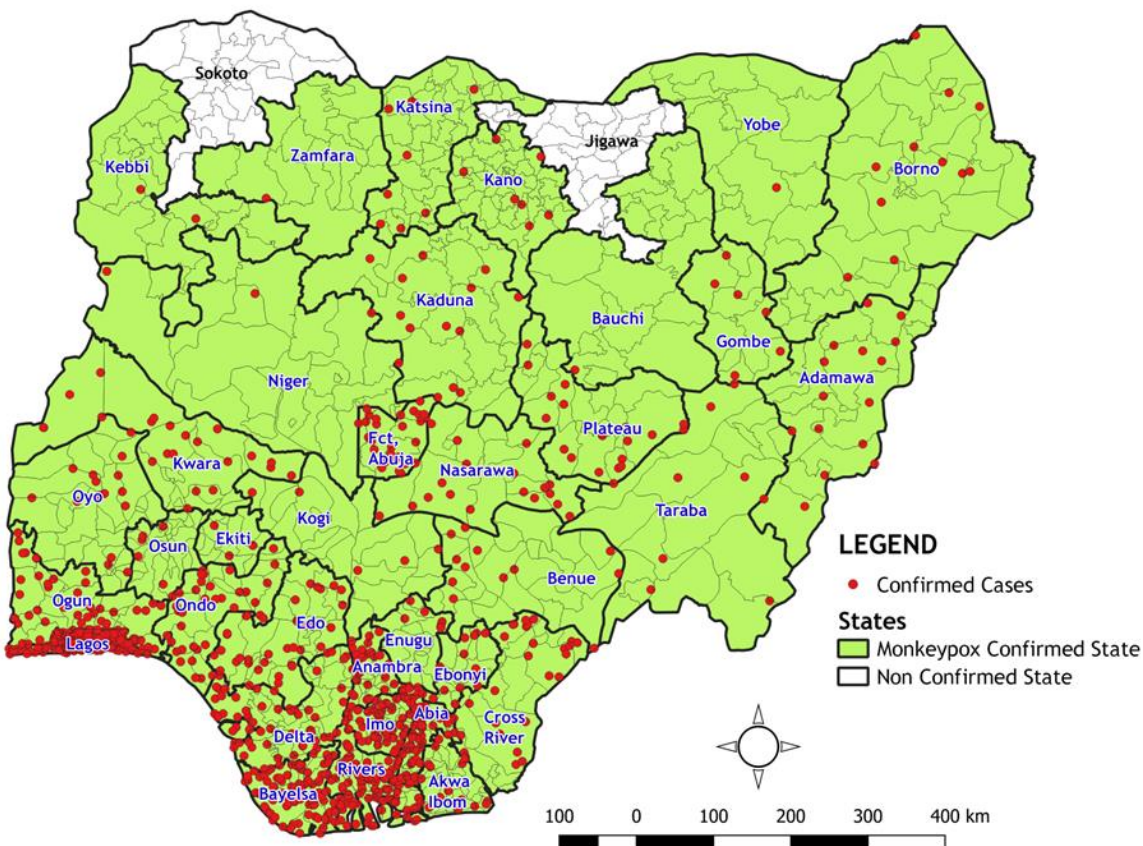 Sokoto
Katsina
Yobe
Jigawa
Kebbi
Zamfara
Kano
Borno
Kaduna
Bauchi
Gombe
Niger
Adamawa
Plateau
Fct,
Abuja
Kwara
Nasarawa
Oyo
Taraba
Kogi
Osun
Ekiti
Benue
Ogun
Ondo
Edo
Enugu
Lagos
Anambra
Ebonyi
Abia
Imo
Cross
River
Delta
Rivers
Bayelsa
Akwa
Ibom
LEGEND
Confirmed Cases
States
Monkeypox Confirmed State
Non Confirmed State
100 0 100 200 300 400 km